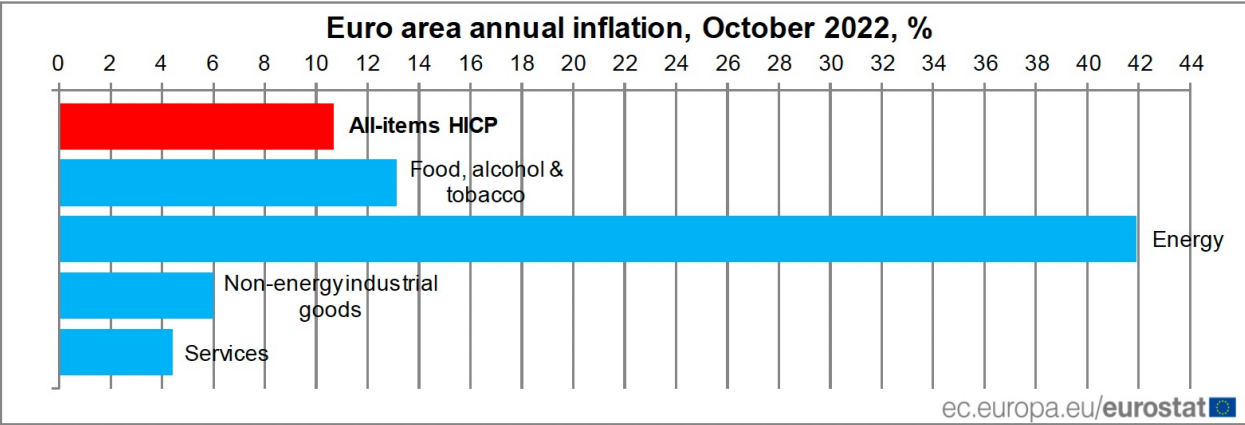 Euro area annual inflation, October 2022, %
0 2 4 6 8 10 12 14 16 18 20 22 24 26 28 30 32 34 36 38 40 42 44
All-items HICP
Food, alcohol &
tobacco
Energy
Non-energy industrial
goods
Services
ec.europa.eu/eurostat